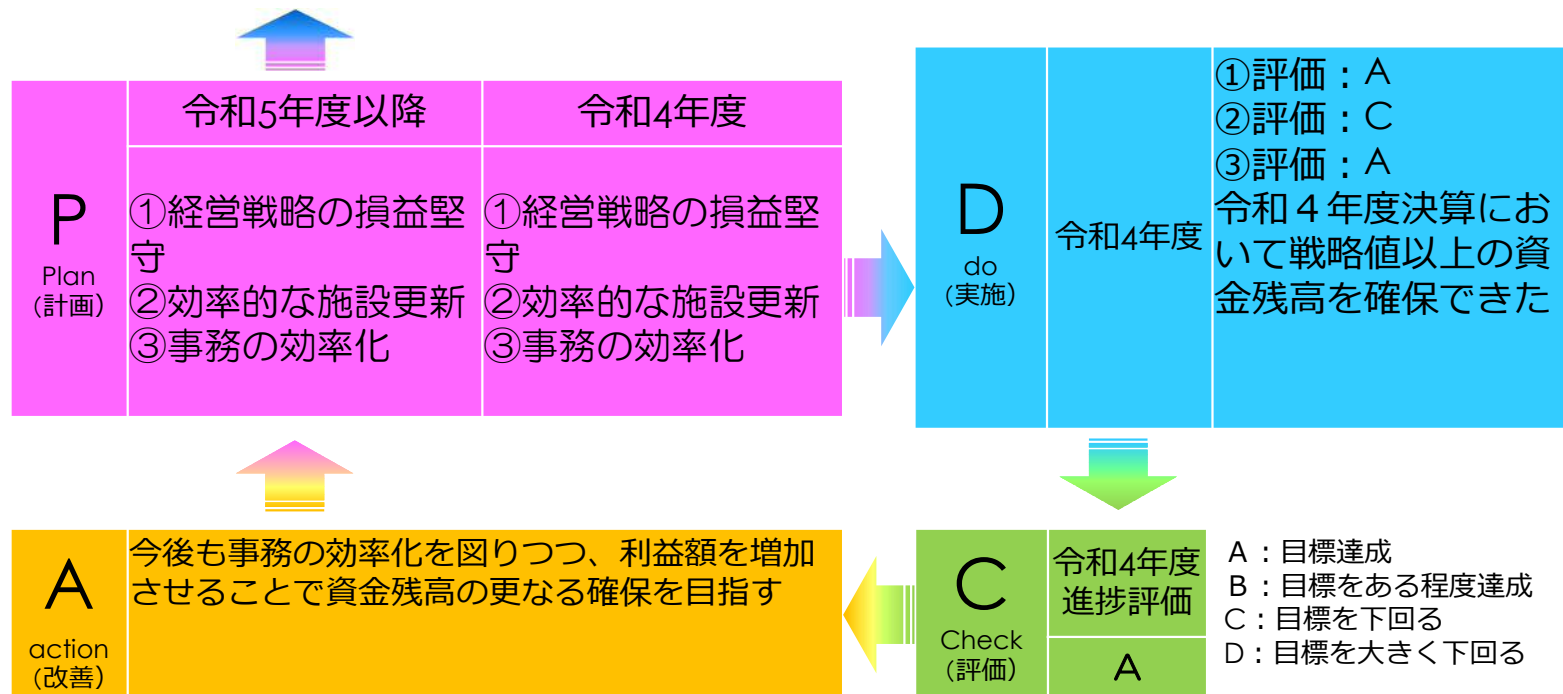 P
Plan
（計画）
令和5年度以降
①経営戦略の損益堅
守
②効率的な施設更新
③事務の効率化
令和4年度
①経営戦略の損益堅
守
②効率的な施設更新
③事務の効率化
D
do
（実施）
令和4年度
①評価：A
②評価：C
③評価：A
令和４年度決算にお
いて戦略値以上の資
金残高を確保できた
C
Check
（評価）
令和4年度
進捗評価
A
A：目標達成
B：目標をある程度達成
C：目標を下回る
D：目標を大きく下回る
A
action
（改善）
今後も事務の効率化を図りつつ、利益額を増加
させることで資金残高の更なる確保を目指す